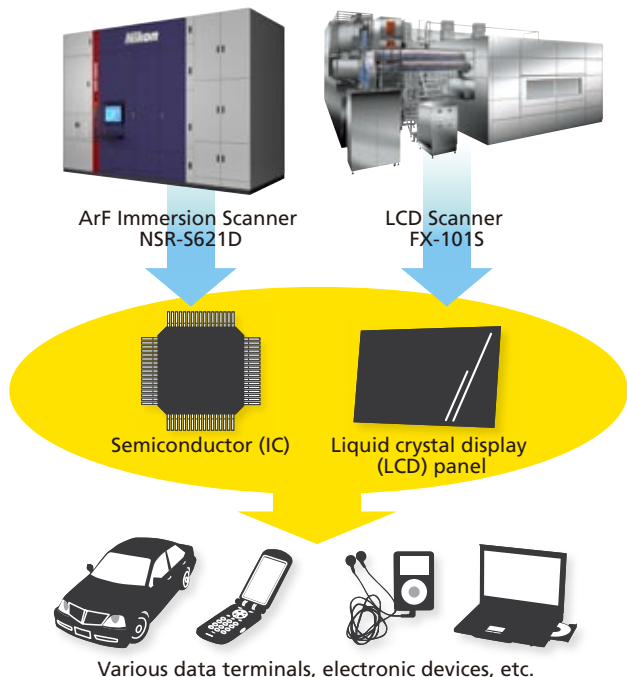 Nikon
ArF Immersion Scanner
NSR-S621D
LCD Scanner
FX-101S
Semiconductor (IC)
Liquid crystal display
(LCD) panel
Various data terminals, electronic devices, etc.